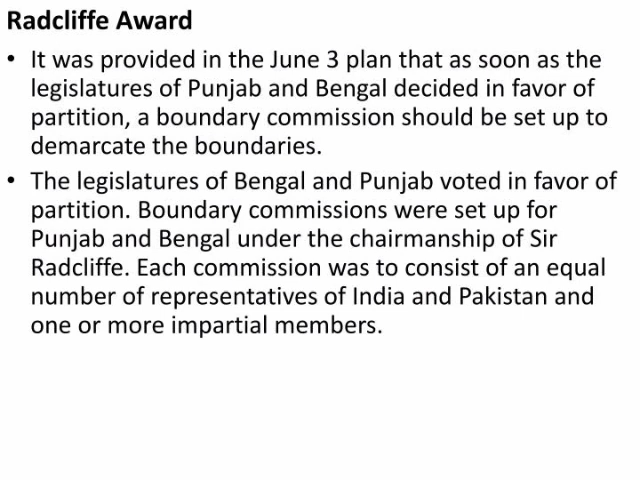 Radcliffe Award
• It was provided in the June 3 plan that as soon as the
legislatures of Punjab and Bengal decided in favor of
partition, a boundary commission should be set up to
demarcate the boundaries.
• The legislatures of Bengal and Punjab voted in favor of
partition. Boundary commissions were set up for
Punjab and Bengal under the chairmanship of Sir
Radcliffe. Each commission was to consist of an equal
number of representatives of India and Pakistan and
one or more impartial members.